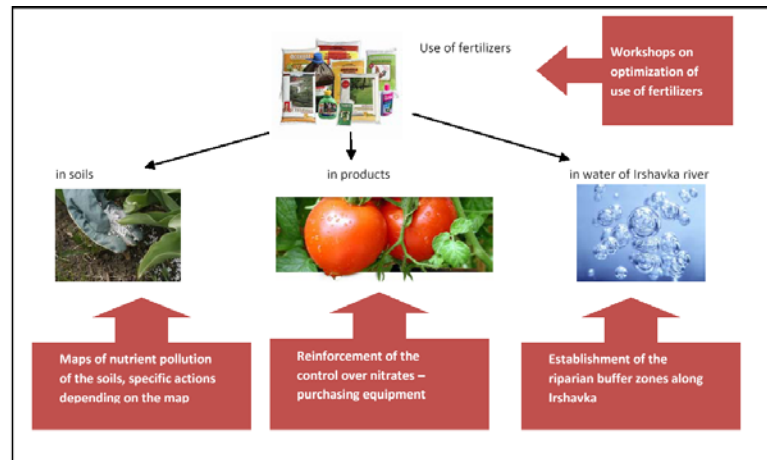 Use of fertilizers
Workshops on
optimization of
use of fertilizers
in soils
in products
in water of Irshavka river
Maps of nutrient pollution
of the soils, specific actions
depending on the map
Reinforcement of the
control over nitrates –
purchasing equipment
Establishment of the
riparian buffer zones along
Irshavka